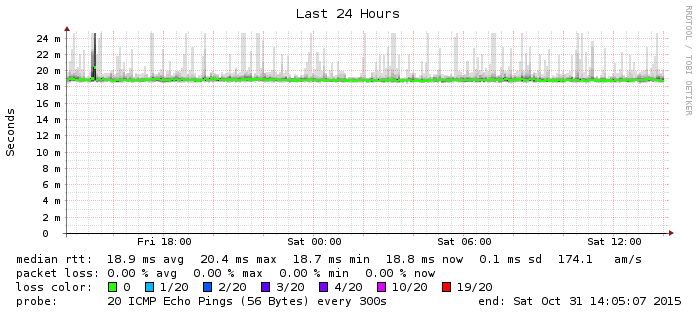 Last 24 Hours
RRDTOOL / TOBI OETIKER
Seconds
24 m
22 m
20 m
18 m
16 m
14 m
12 m
10 m
8 m
6 m
4 m
2 m
0
Fri 18:00 Sat 00:00 Sat 06:00 Sat 12:00
median rtt: 18.9 ms avg 20.4 ms max 18.7 ms min 18.8 ms now 0.1 ms sd 174.1 am/s
packet loss: 0.00 % avg 0.00 % max 0.00 % min 0.00 % now
loss color: 0 1/20 2/20 3/20 4/20 10/20 19/20
probe: 20 ICMP Echo Pings (56 Bytes) every 300s end: Sat Oct 31 14:05:07 2015